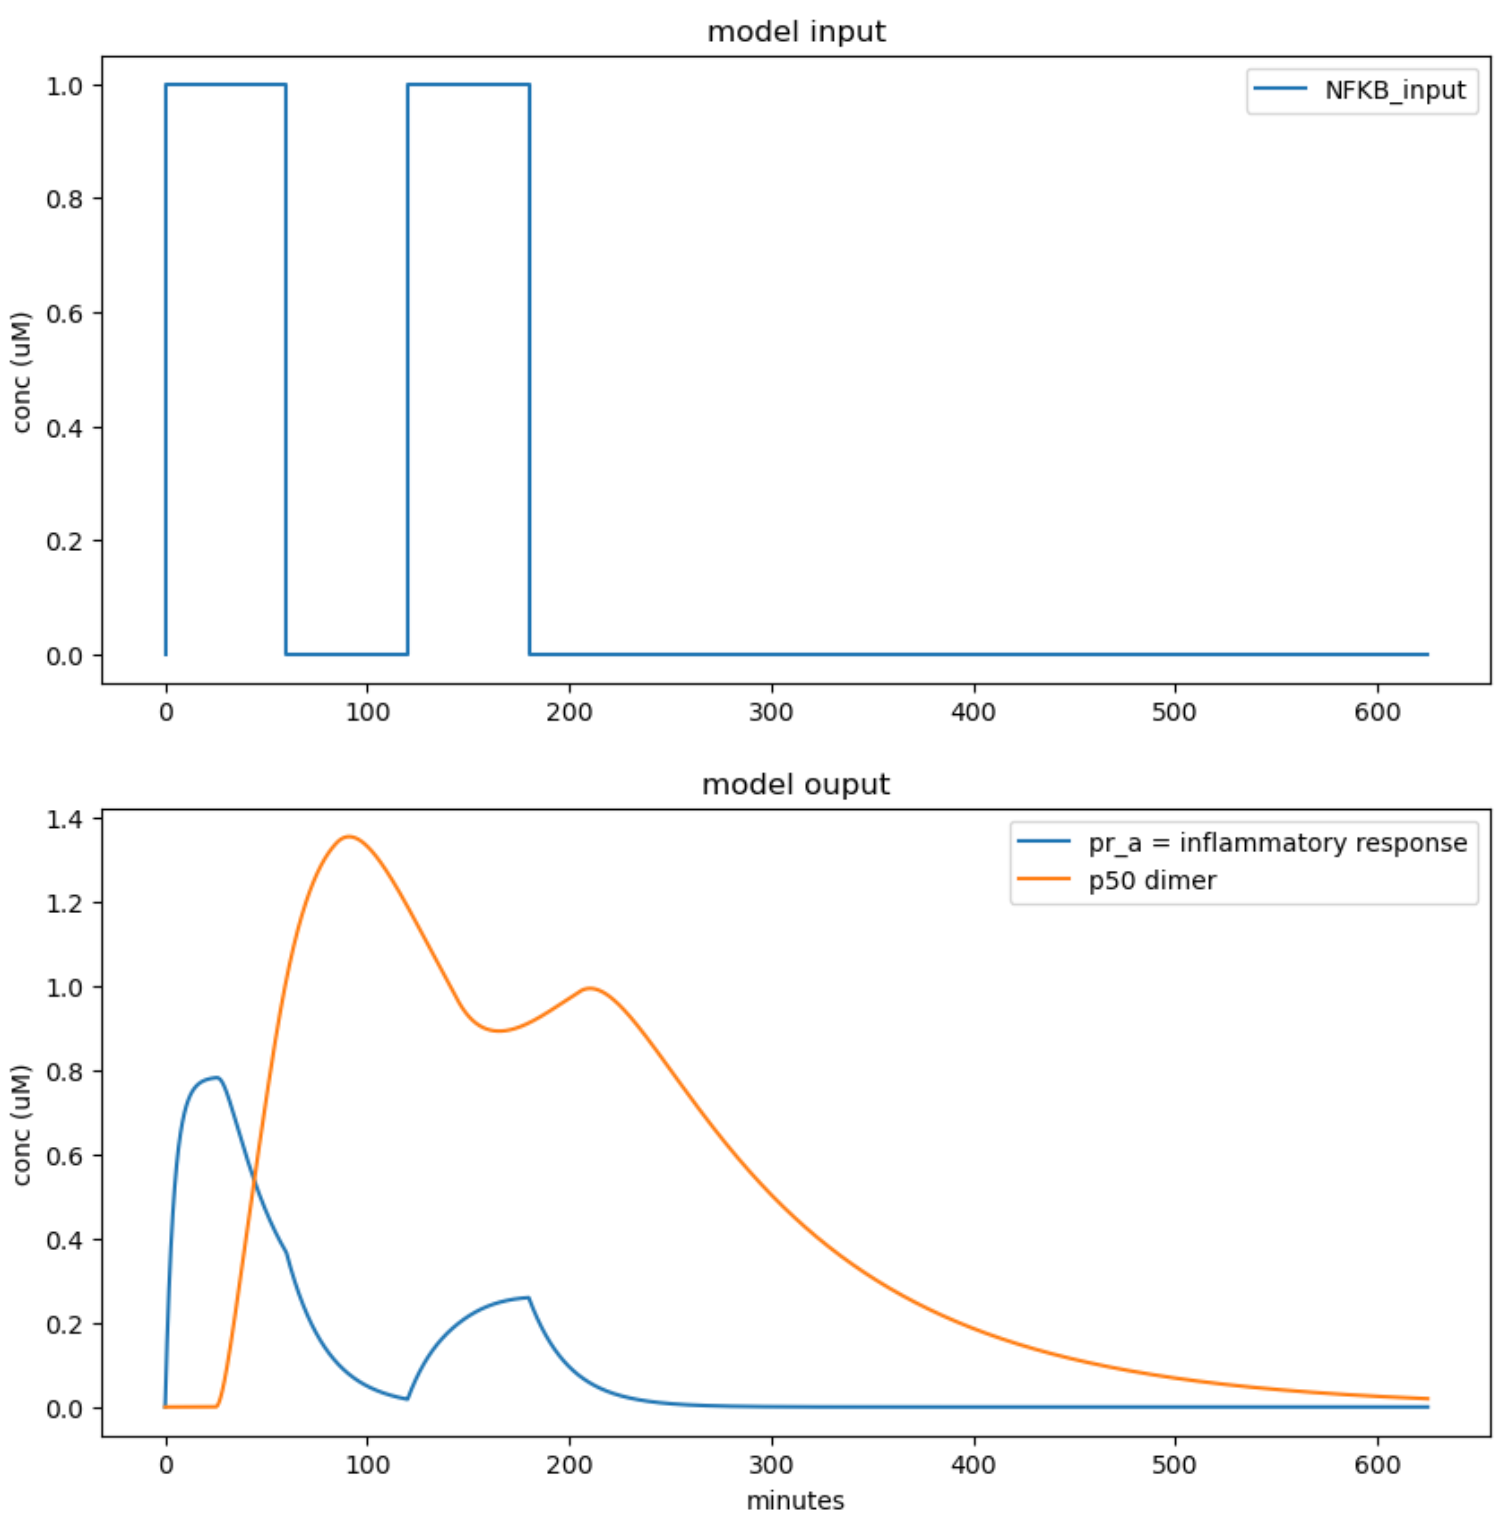 model input
NFKB_input
1.0
0.8
0.6
0.4
0.2
0.0
conc (uM)
0 100 200 300 400 500 600
model ouput
pr_a = inflammatory response
p50 dimer
1.4
1.2
1.0
0.8
0.6
0.4
0.2
0.0
conc (uM)
0 100 200 300 400 500 600
minutes